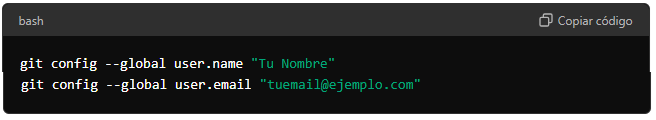 bash
Copiar código
git config --global user.name "Tu Nombre"
git config --global user.email "tuemail@ejemplo.com"